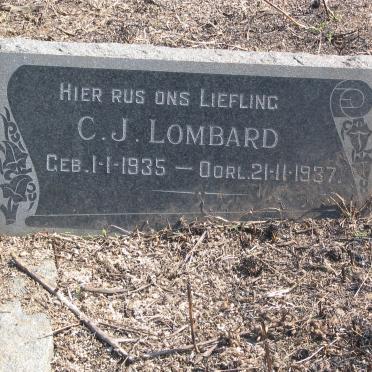 HIER RUS ONS LIEFLING
C.J. LOMBARD
GEB. 1-1-1935 — OORL. 21-11-1937.